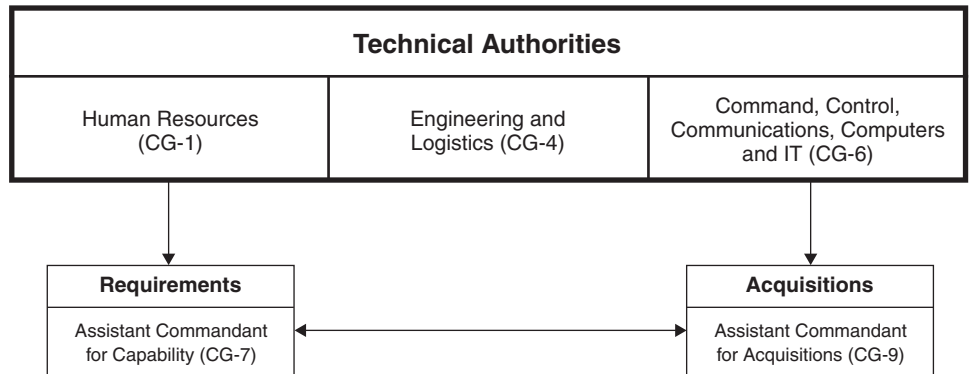 Technical Authorities
Human Resources
(CG-1)
Engineering and
Logistics (CG-4)
Command, Control,
Communications, Computers
and IT (CG-6)
Requirements
Assistant Commandant
for Capability (CG-7)
Acquisitions
Assistant Commandant
for Acquisitions (CG-9)